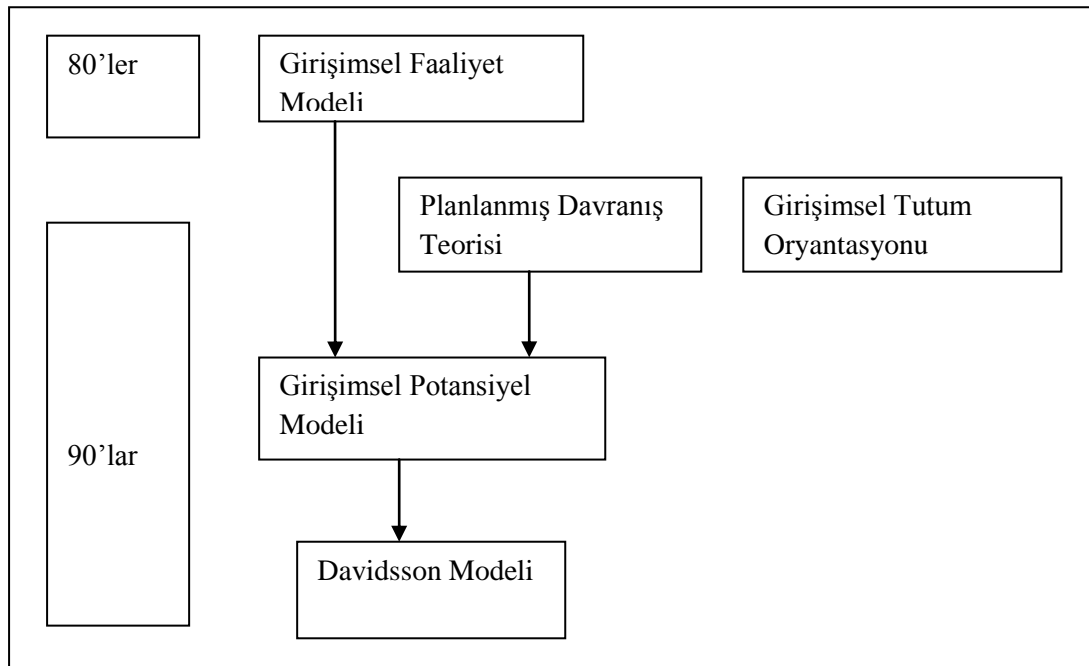 80’ler
Girişimsel Faaliyet
Modeli
Planlanmış Davranış
Teorisi
Girişimsel Tutum
Oryantasyonu
Girişimsel Potansiyel
Modeli
90’lar
Davidsson Modeli